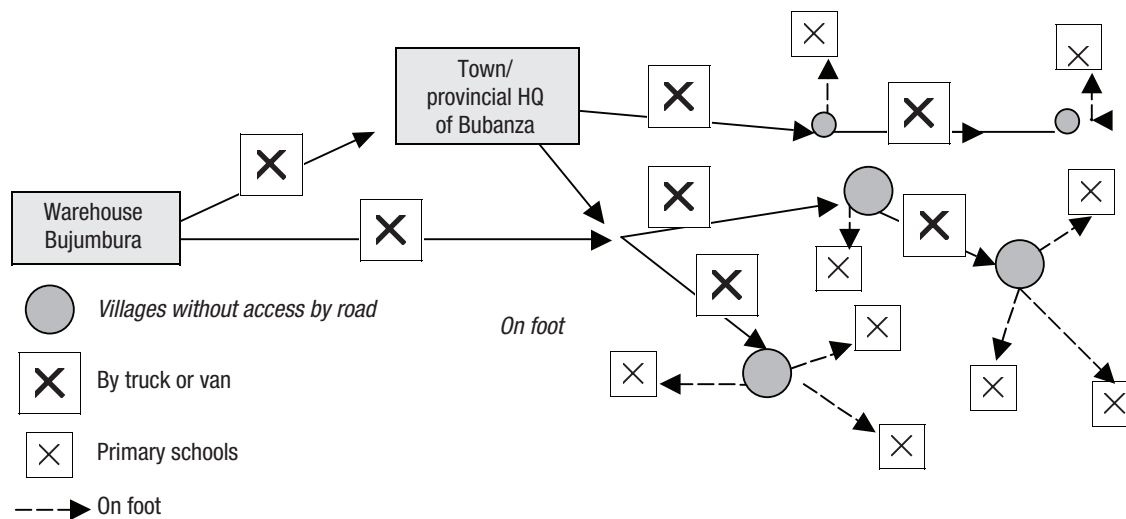 Town/
provincial HQ
of Bubanza
Warehouse
Bujumbura
Villages without access by road
On foot
By truck or van
Primary schools
On foot